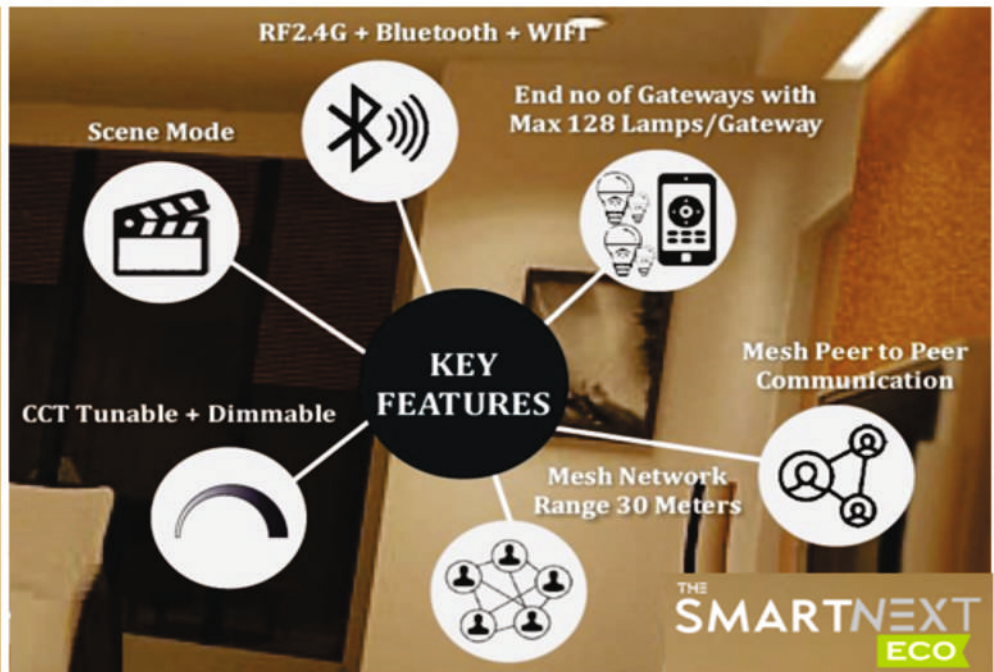 RF2.4G + Bluetooth + WIFI
End no of Gateways with
Max 128 Lamps/Gateway
Scene Mode
KEY
FEATURES
Mesh Peer to Peer
Communication
CCT Tunable + Dimmable
Mesh Network
Range 30 Meters
THE
SMARTNEXT
ECO